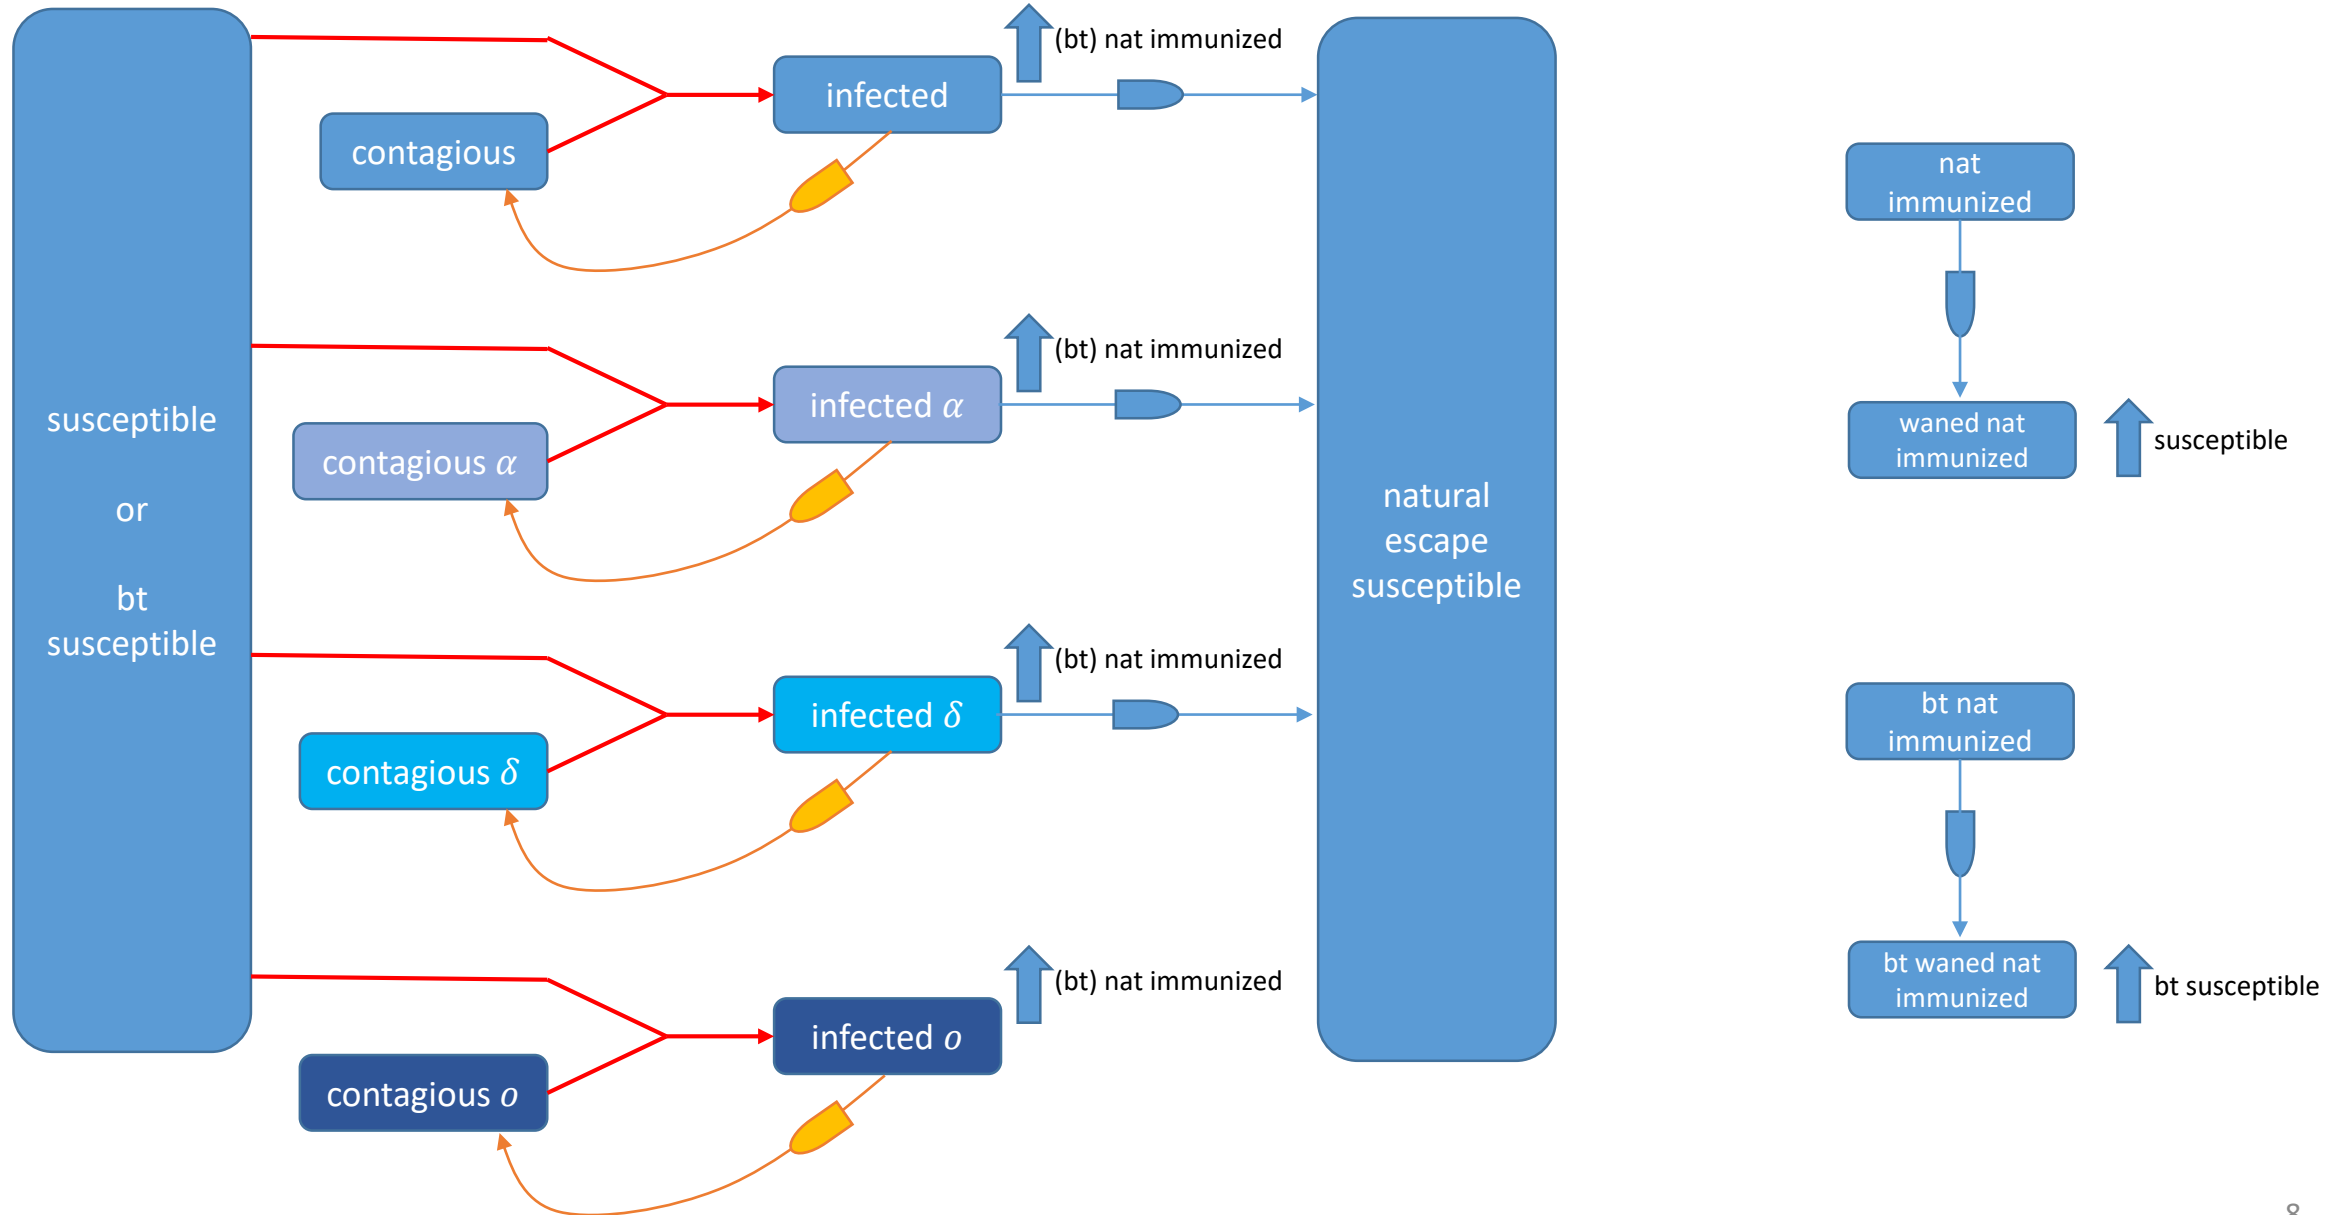 susceptible
or
bt
susceptible
contagious
infected
(bt) nat immunized
contagious α
infected α
(bt) nat immunized
contagious δ
infected δ
(bt) nat immunized
contagious o
infected o
(bt) nat immunized
natural
escape
susceptible
nat
immunized
waned nat
immunized
susceptible
bt nat
immunized
bt waned nat
immunized
bt susceptible
8